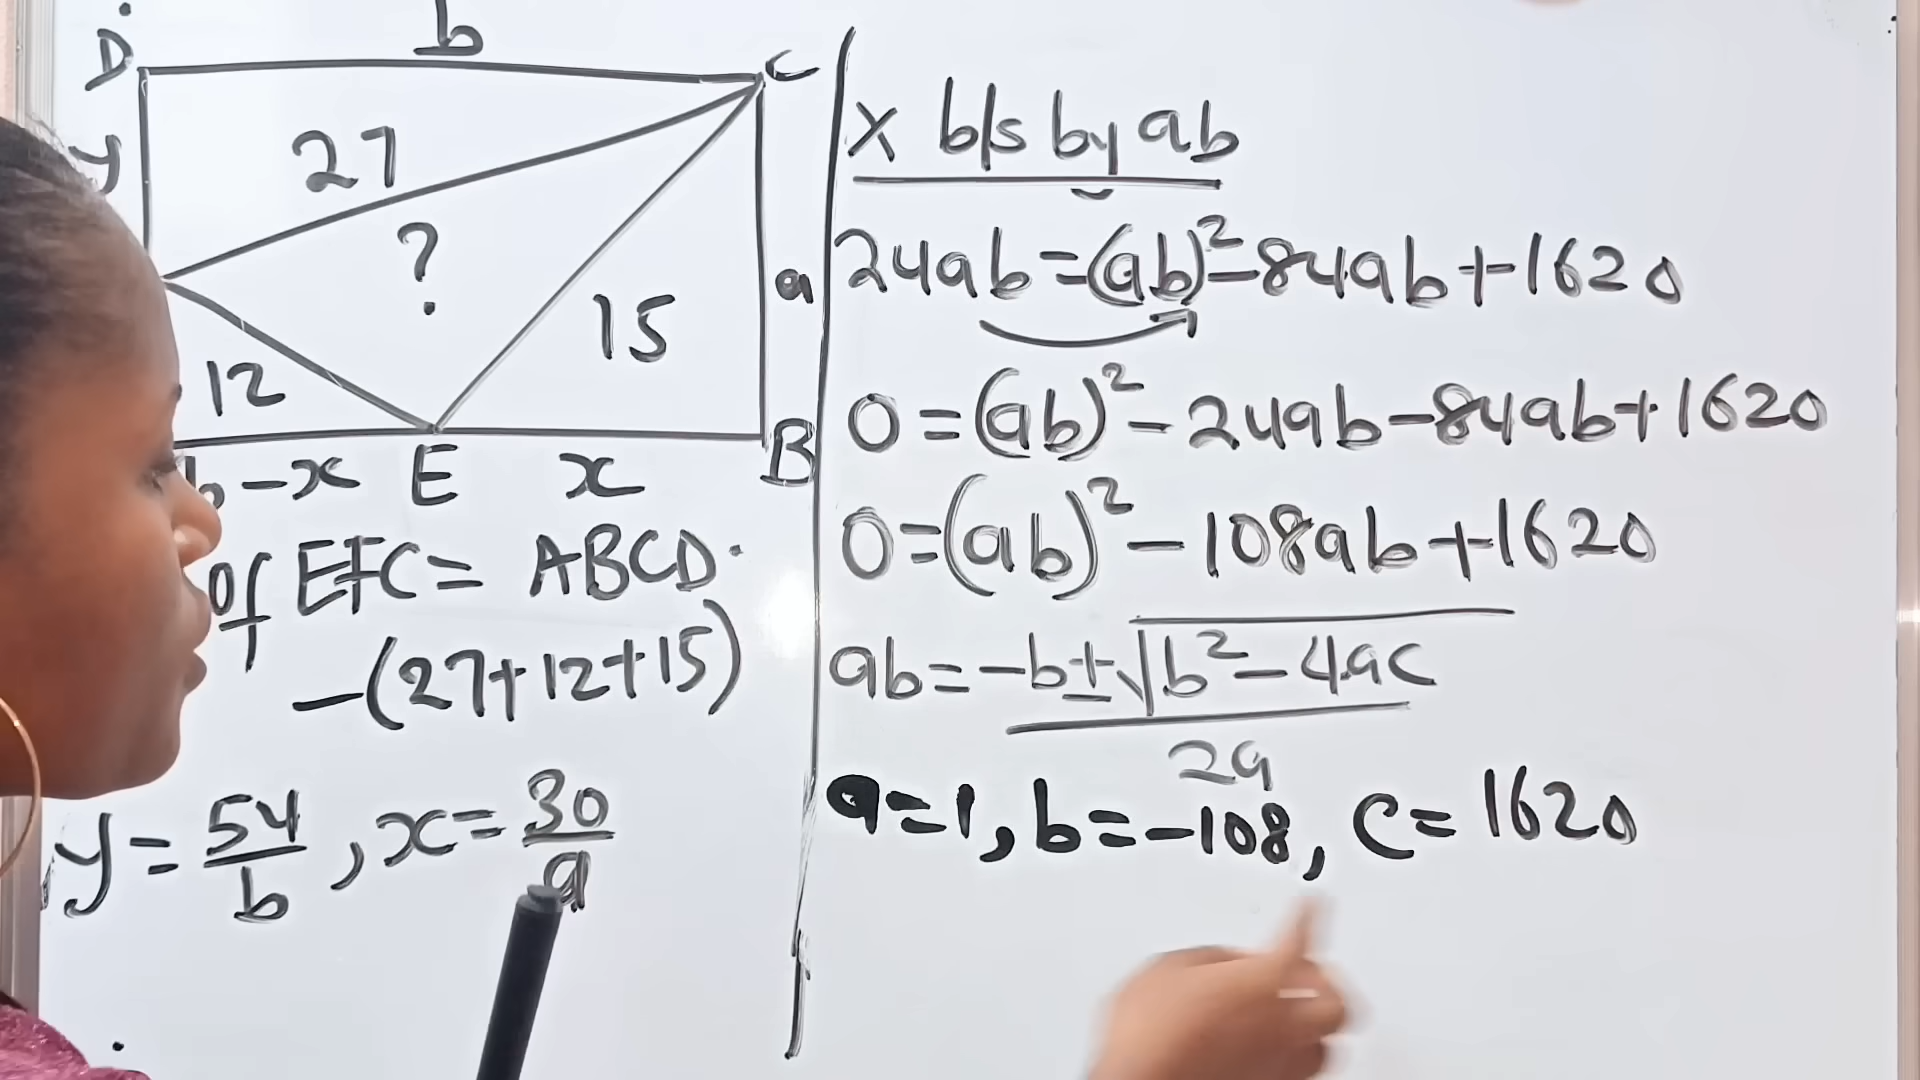 D b C
y 27
? a
15
12
b-x E x B
of EFC = ABCD
-(27+12+15)
y = 54/b, x = 30/a
x b/s by ab
24ab = (ab)² - 84ab + 1620
0 = (ab)² - 24ab - 84ab + 1620
0 = (ab)² - 108ab + 1620
ab = -b ± √b² - 4ac
2a
a = 1, b = -108, c = 1620